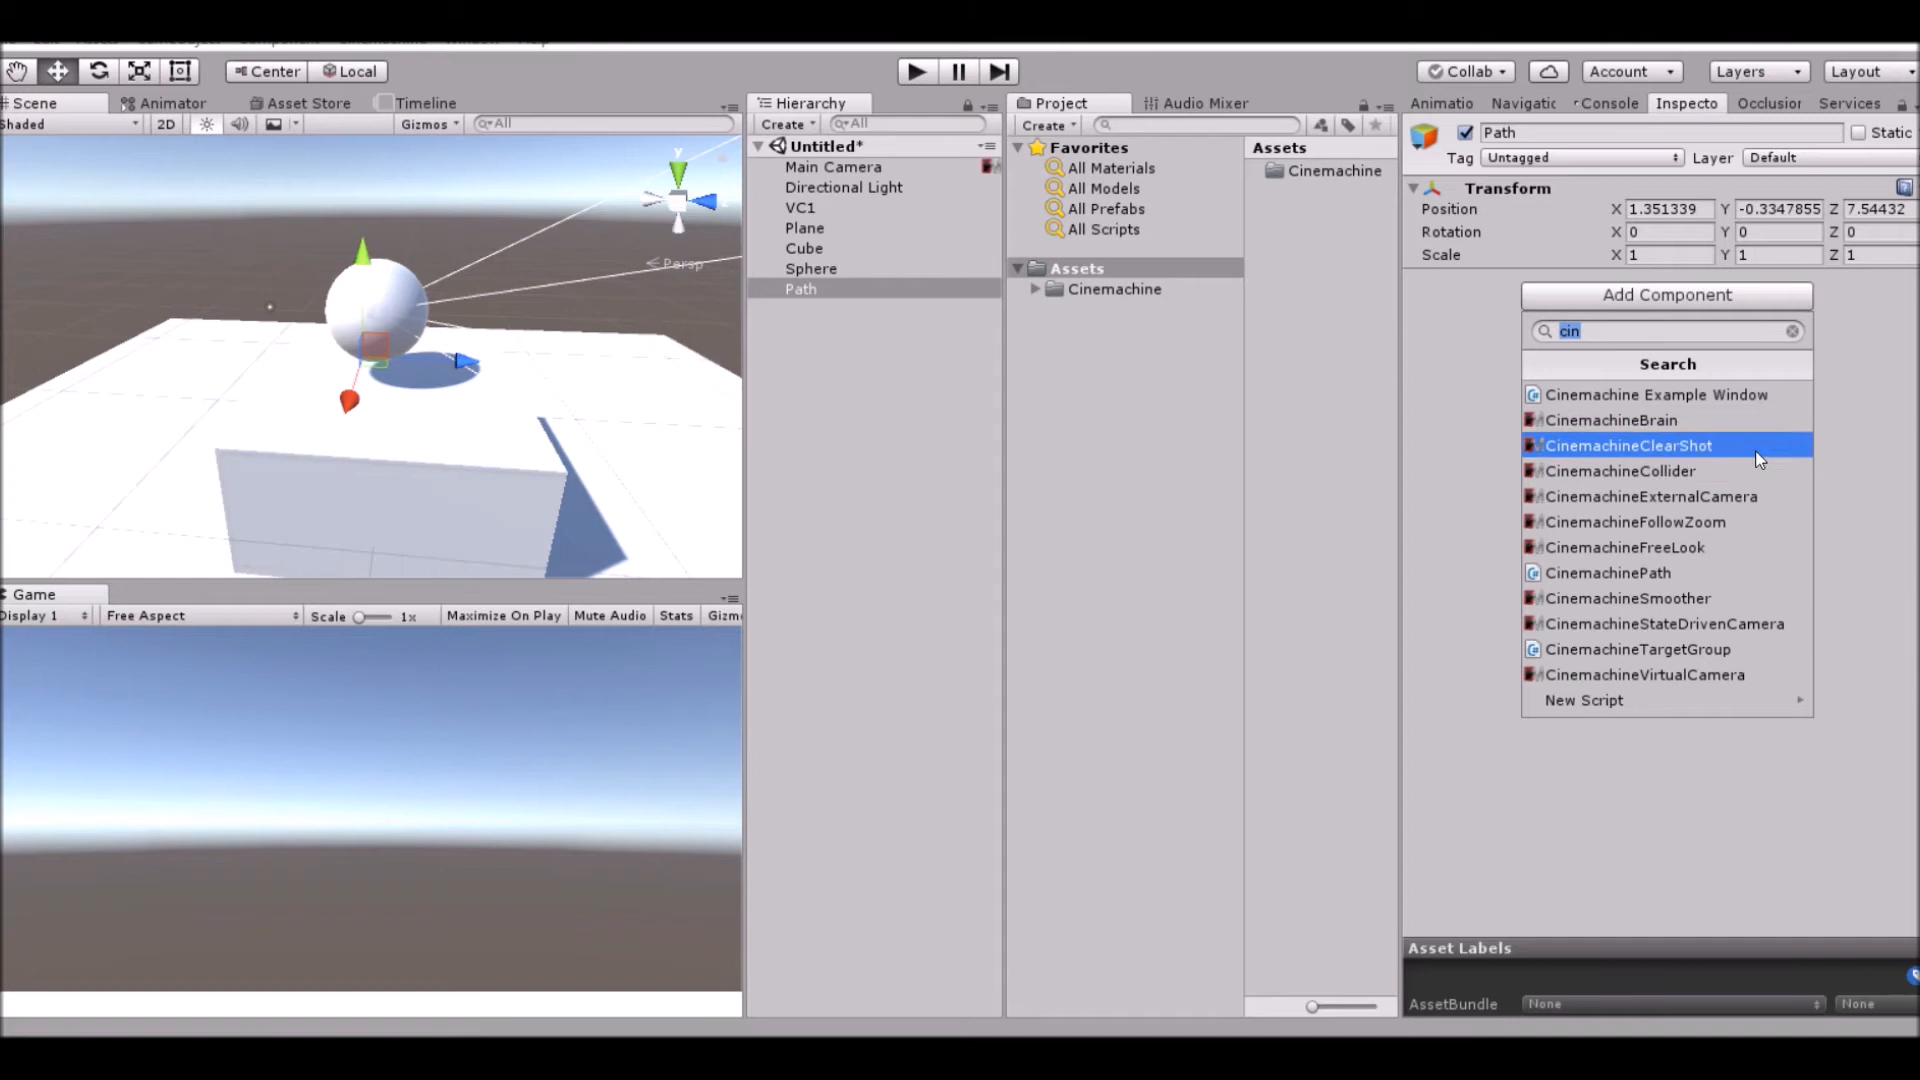 Center
Local
Collab
Account
Layers
Layout
Scene
Animator
Asset Store
Timeline
Hierarchy
Project
Audio Mixer
Animatio
Navigatic
Console
Inspecto
Occlusior
Services
Shaded
2D
Gizmos
All
Create
All
Create
Path
Static
Tag
Untagged
Layer
Default
Untitled*
Main Camera
Directional Light
VC1
Plane
Cube
Sphere
Path
Favorites
All Materials
All Models
All Prefabs
All Scripts
Assets
Cinemachine
Assets
Cinemachine
Transform
Position X 1.351339 Y -0.3347855 Z 7.54432
Rotation X 0 Y 0 Z 0
Scale X 1 Y 1 Z 1
y
Persp
Add Component
cin
Search
Cinemachine Example Window
CinemachineBrain
CinemachineClearShot
CinemachineCollider
CinemachineExternalCamera
CinemachineFollowZoom
CinemachineFreeLook
CinemachinePath
CinemachineSmoother
CinemachineStateDrivenCamera
CinemachineTargetGroup
CinemachineVirtualCamera
New Script
Game
Display 1
Free Aspect
Scale 1x
Maximize On Play
Mute Audio
Stats
Gizm
Asset Labels
AssetBundle None None